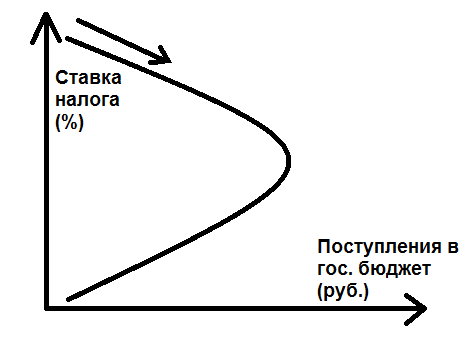 Ставка
налога
(%)
Поступления в
гос. бюджет
(руб.)